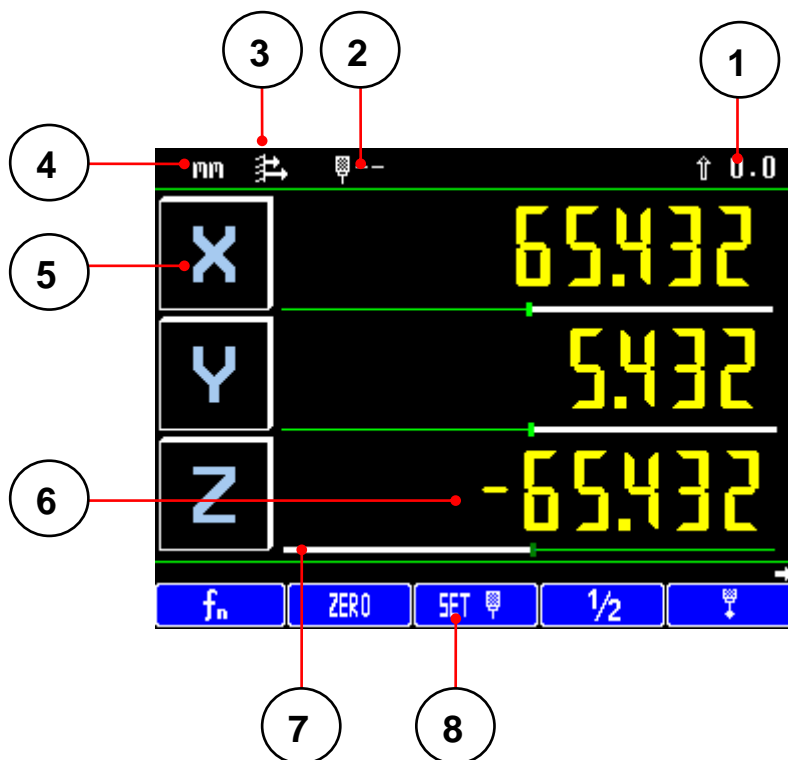 3 2 1
4 mm -- ⇧ 0.0
5 X 65.432
Y 5.432
6 Z -65.432
fn ZERO SET 1/2
7 8